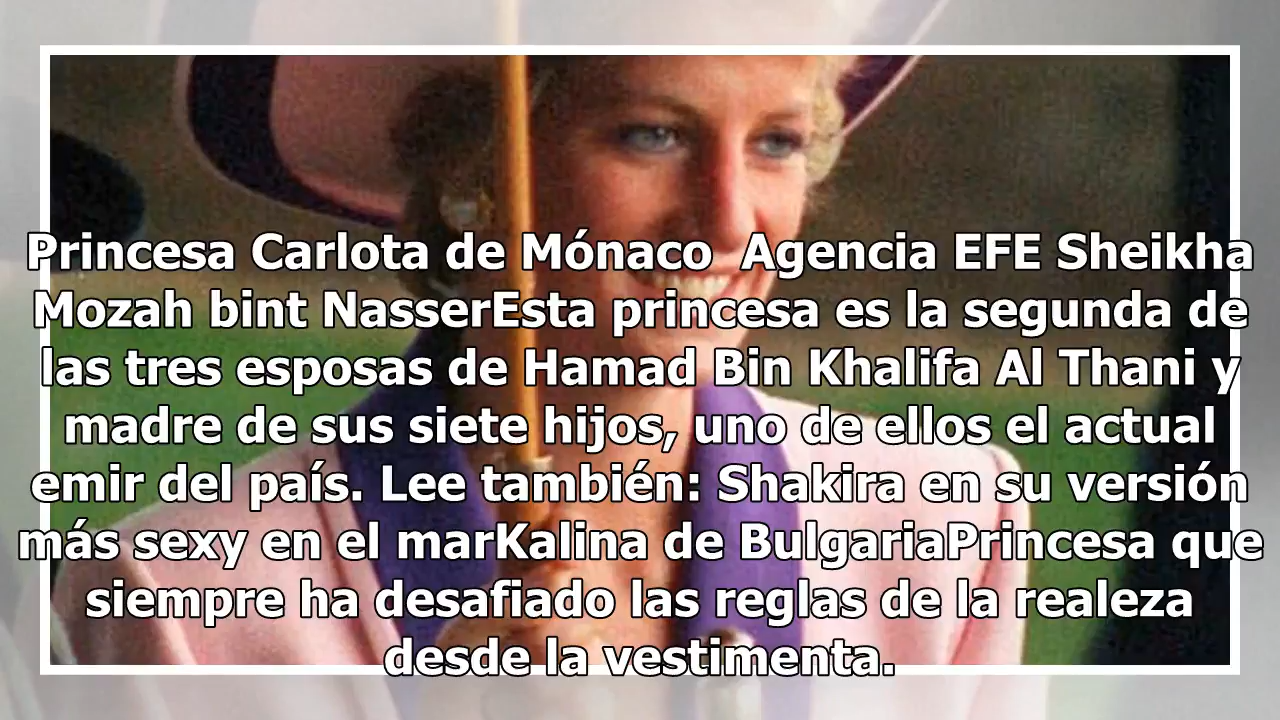 Princesa Carlota de Mónaco  Agencia EFE Sheikha
Mozah bint NasserEsta princesa es la segunda de
las tres esposas de Hamad Bin Khalifa Al Thani y
madre de sus siete hijos, uno de ellos el actual
emir del país. Lee también: Shakira en su versión
más sexy en el marKalina de BulgariaPrincesa que
siempre ha desafiado las reglas de la realeza
desde la vestimenta.